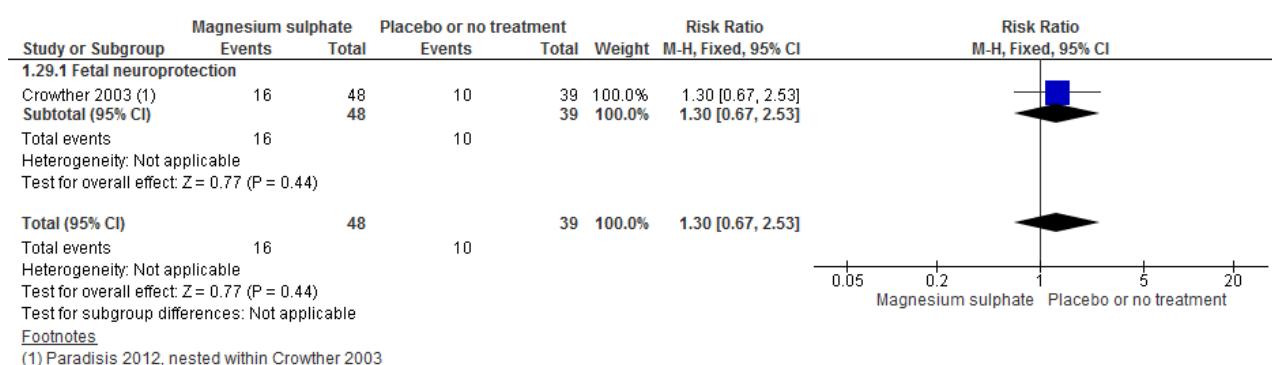 Magnesium sulphate Placebo or no treatment Risk Ratio Risk Ratio
Study or Subgroup Events Total Events Total Weight M-H, Fixed, 95% CI M-H, Fixed, 95% CI
1.29.1 Fetal neuroprotection
Crowther 2003 (1) 16 48 10 39 100.0% 1.30 [0.67, 2.53]
Subtotal (95% CI) 48 39 100.0% 1.30 [0.67, 2.53]
Total events 16 10
Heterogeneity: Not applicable
Test for overall effect: Z = 0.77 (P = 0.44)
Total (95% CI) 48 39 100.0% 1.30 [0.67, 2.53]
Total events 16 10
Heterogeneity: Not applicable
Test for overall effect: Z = 0.77 (P = 0.44)
Test for subgroup differences: Not applicable
0.05 0.2 1 5 20
Magnesium sulphate Placebo or no treatment
Footnotes
(1) Paradisis 2012, nested within Crowther 2003